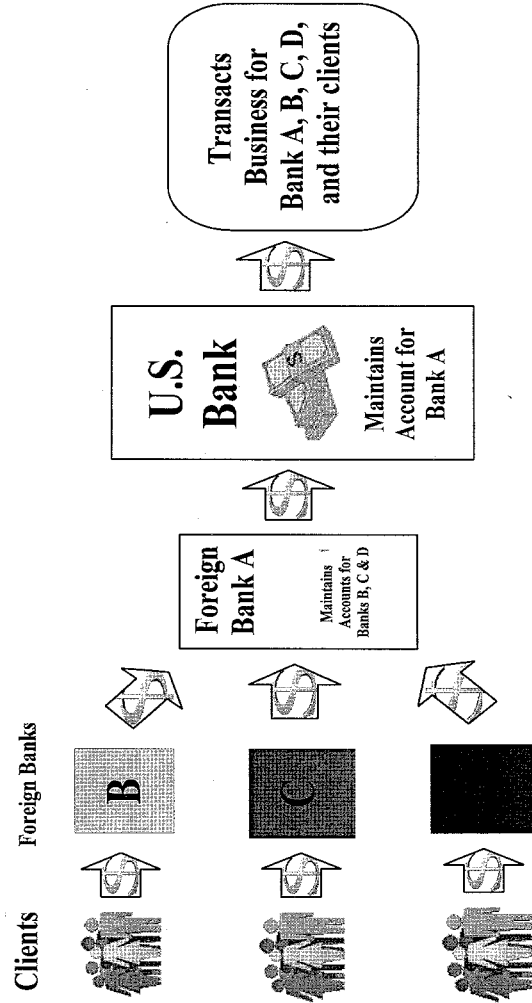 Clients
Foreign Banks
B
C
Foreign
Bank A
Maintains
Accounts for
Banks B, C & D
U.S.
Bank
$
Maintains
Account for
Bank A
Transacts
Business for
Bank A, B, C, D,
and their clients
$
$
$
$
$
$
$
$